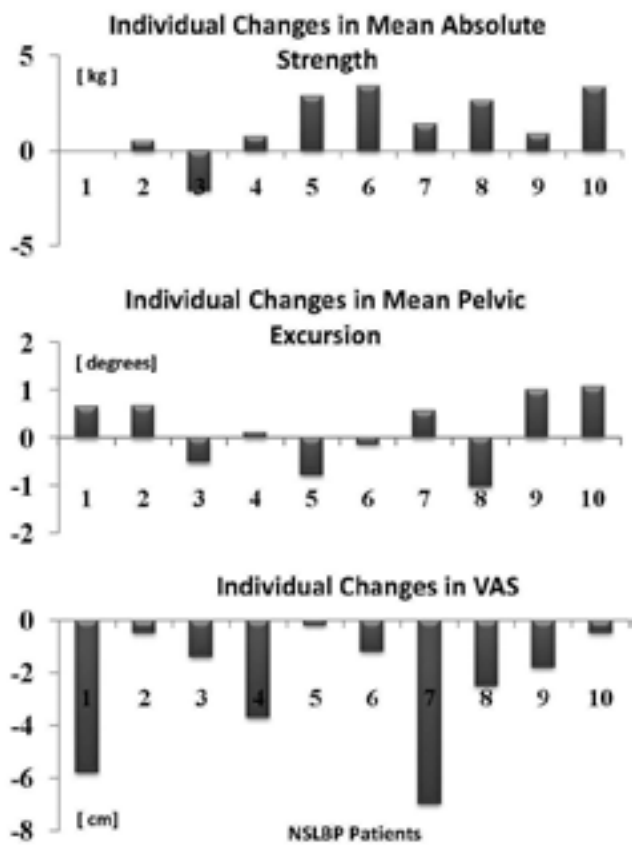 Individual Changes in Mean Absolute
Strength
[ kg ]
5
0
1 2 3 4 5 6 7 8 9 10
-5
Individual Changes in Mean Pelvic
Excursion
2
[ degrees]
1
0
1 2 3 4 5 6 7 8 9 10
-1
-2
Individual Changes in VAS
0
-2
1 2 3 4 5 6 7 8 9 10
-4
-6
[ cm]
-8
NSLBP Patients